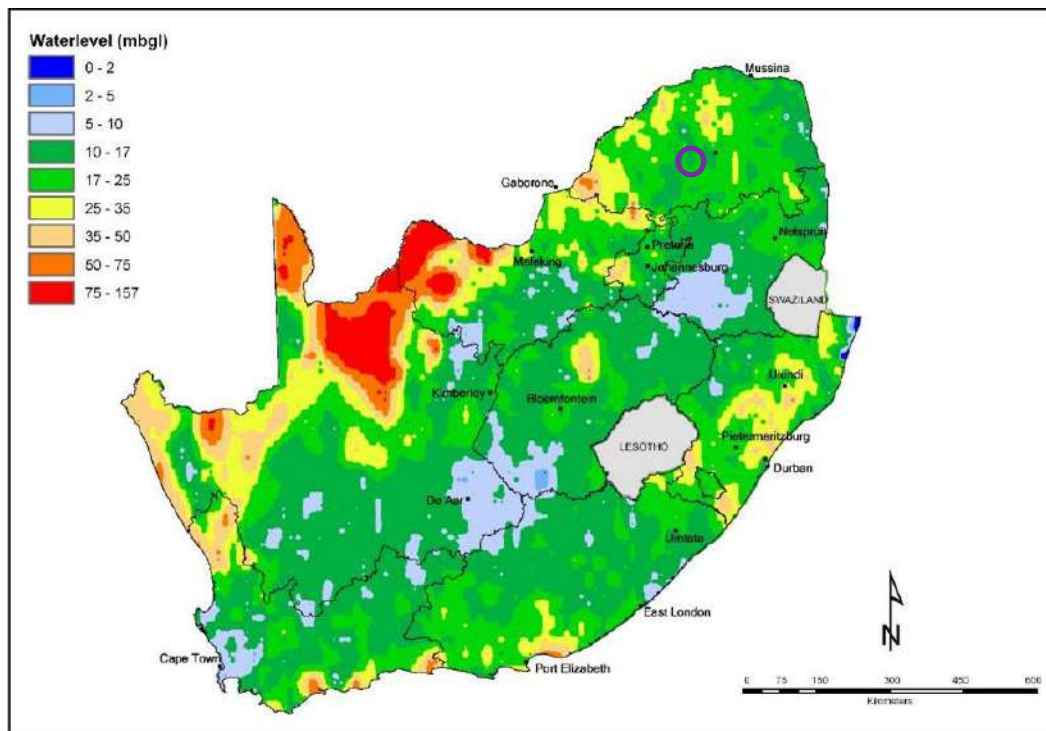 Waterlevel (mbgl)
0 - 2
2 - 5
5 - 10
10 - 17
17 - 25
25 - 35
35 - 50
50 - 75
75 - 157
Mussina
Gaborono
Nelspruit
Pretoria
Mafekung
Johannesburg
SWAZILAND
Ulundi
Kimberley
Bloemfontein
Pietermaritzburg
LESOTHO
Durban
De Aar
Umtata
East London
Cape Town
Port Elizabeth
N
0 75 150 300 450 600
Kilometers